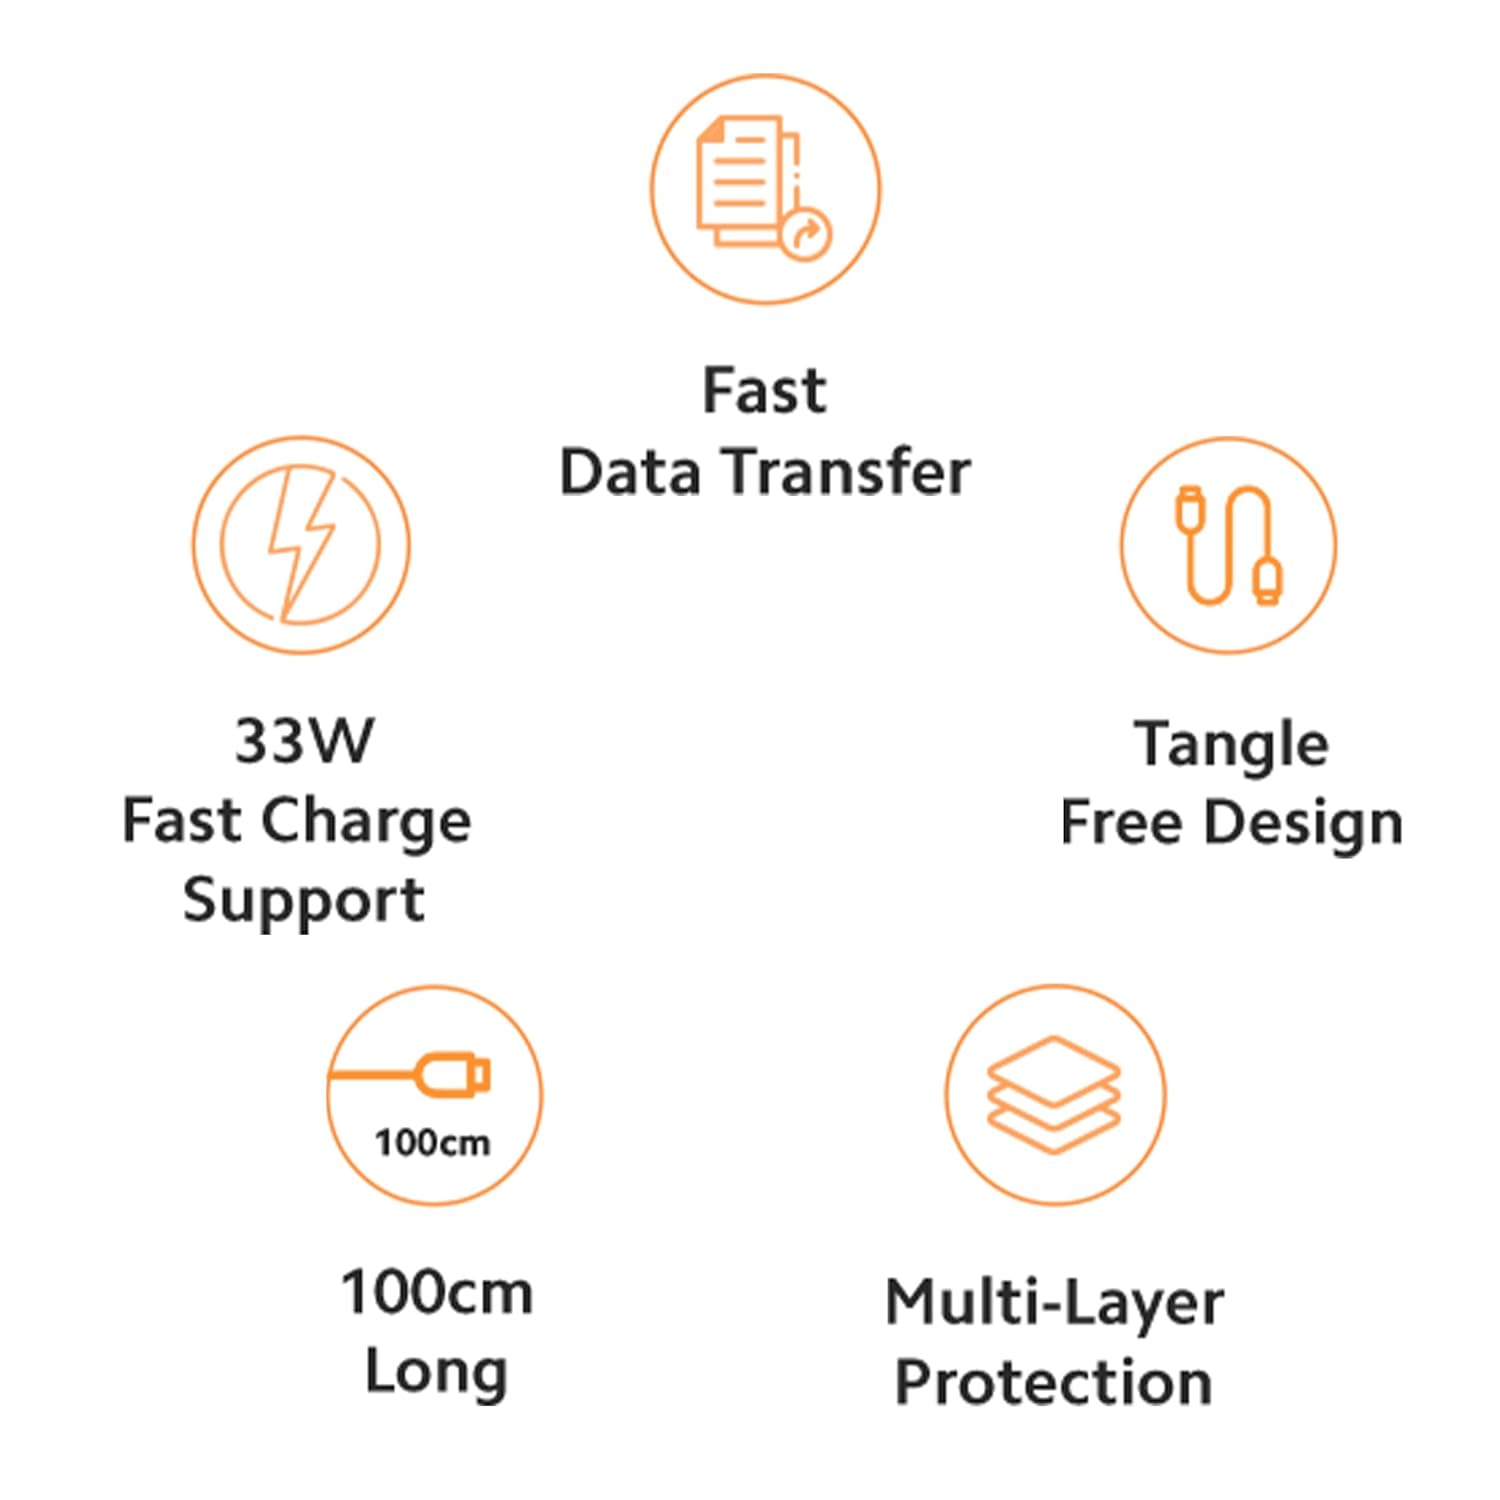 Fast
Data Transfer
33W
Fast Charge
Support
Tangle
Free Design
100cm
100cm
Long
Multi-Layer
Protection